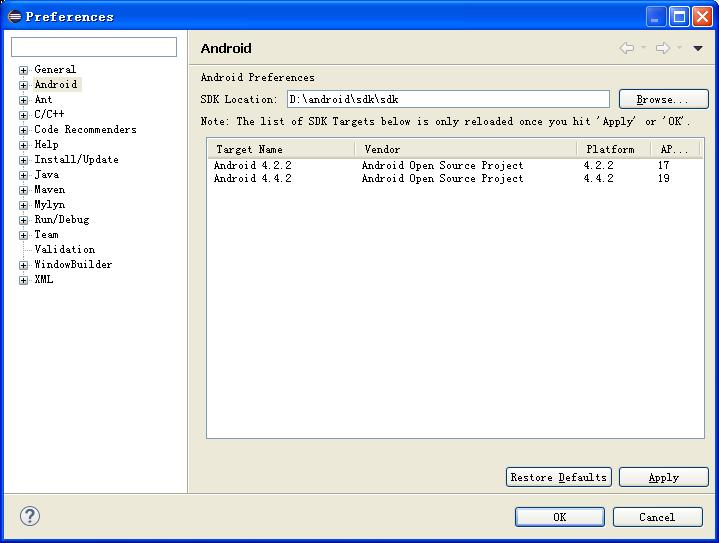 Preferences
Android
General
Android
Ant
C/C++
Code Recommenders
Help
Install/Update
Java
Maven
Mylyn
Run/Debug
Team
Validation
WindowBuilder
XML
Android Preferences
SDK Location: D:\android\sdk\sdk Browse...
Note: The list of SDK Targets below is only reloaded once you hit 'Apply' or 'OK'.
Target Name Vendor Platform AP...
Android 4.2.2 Android Open Source Project 4.2.2 17
Android 4.4.2 Android Open Source Project 4.4.2 19
Restore Defaults Apply
? OK Cancel